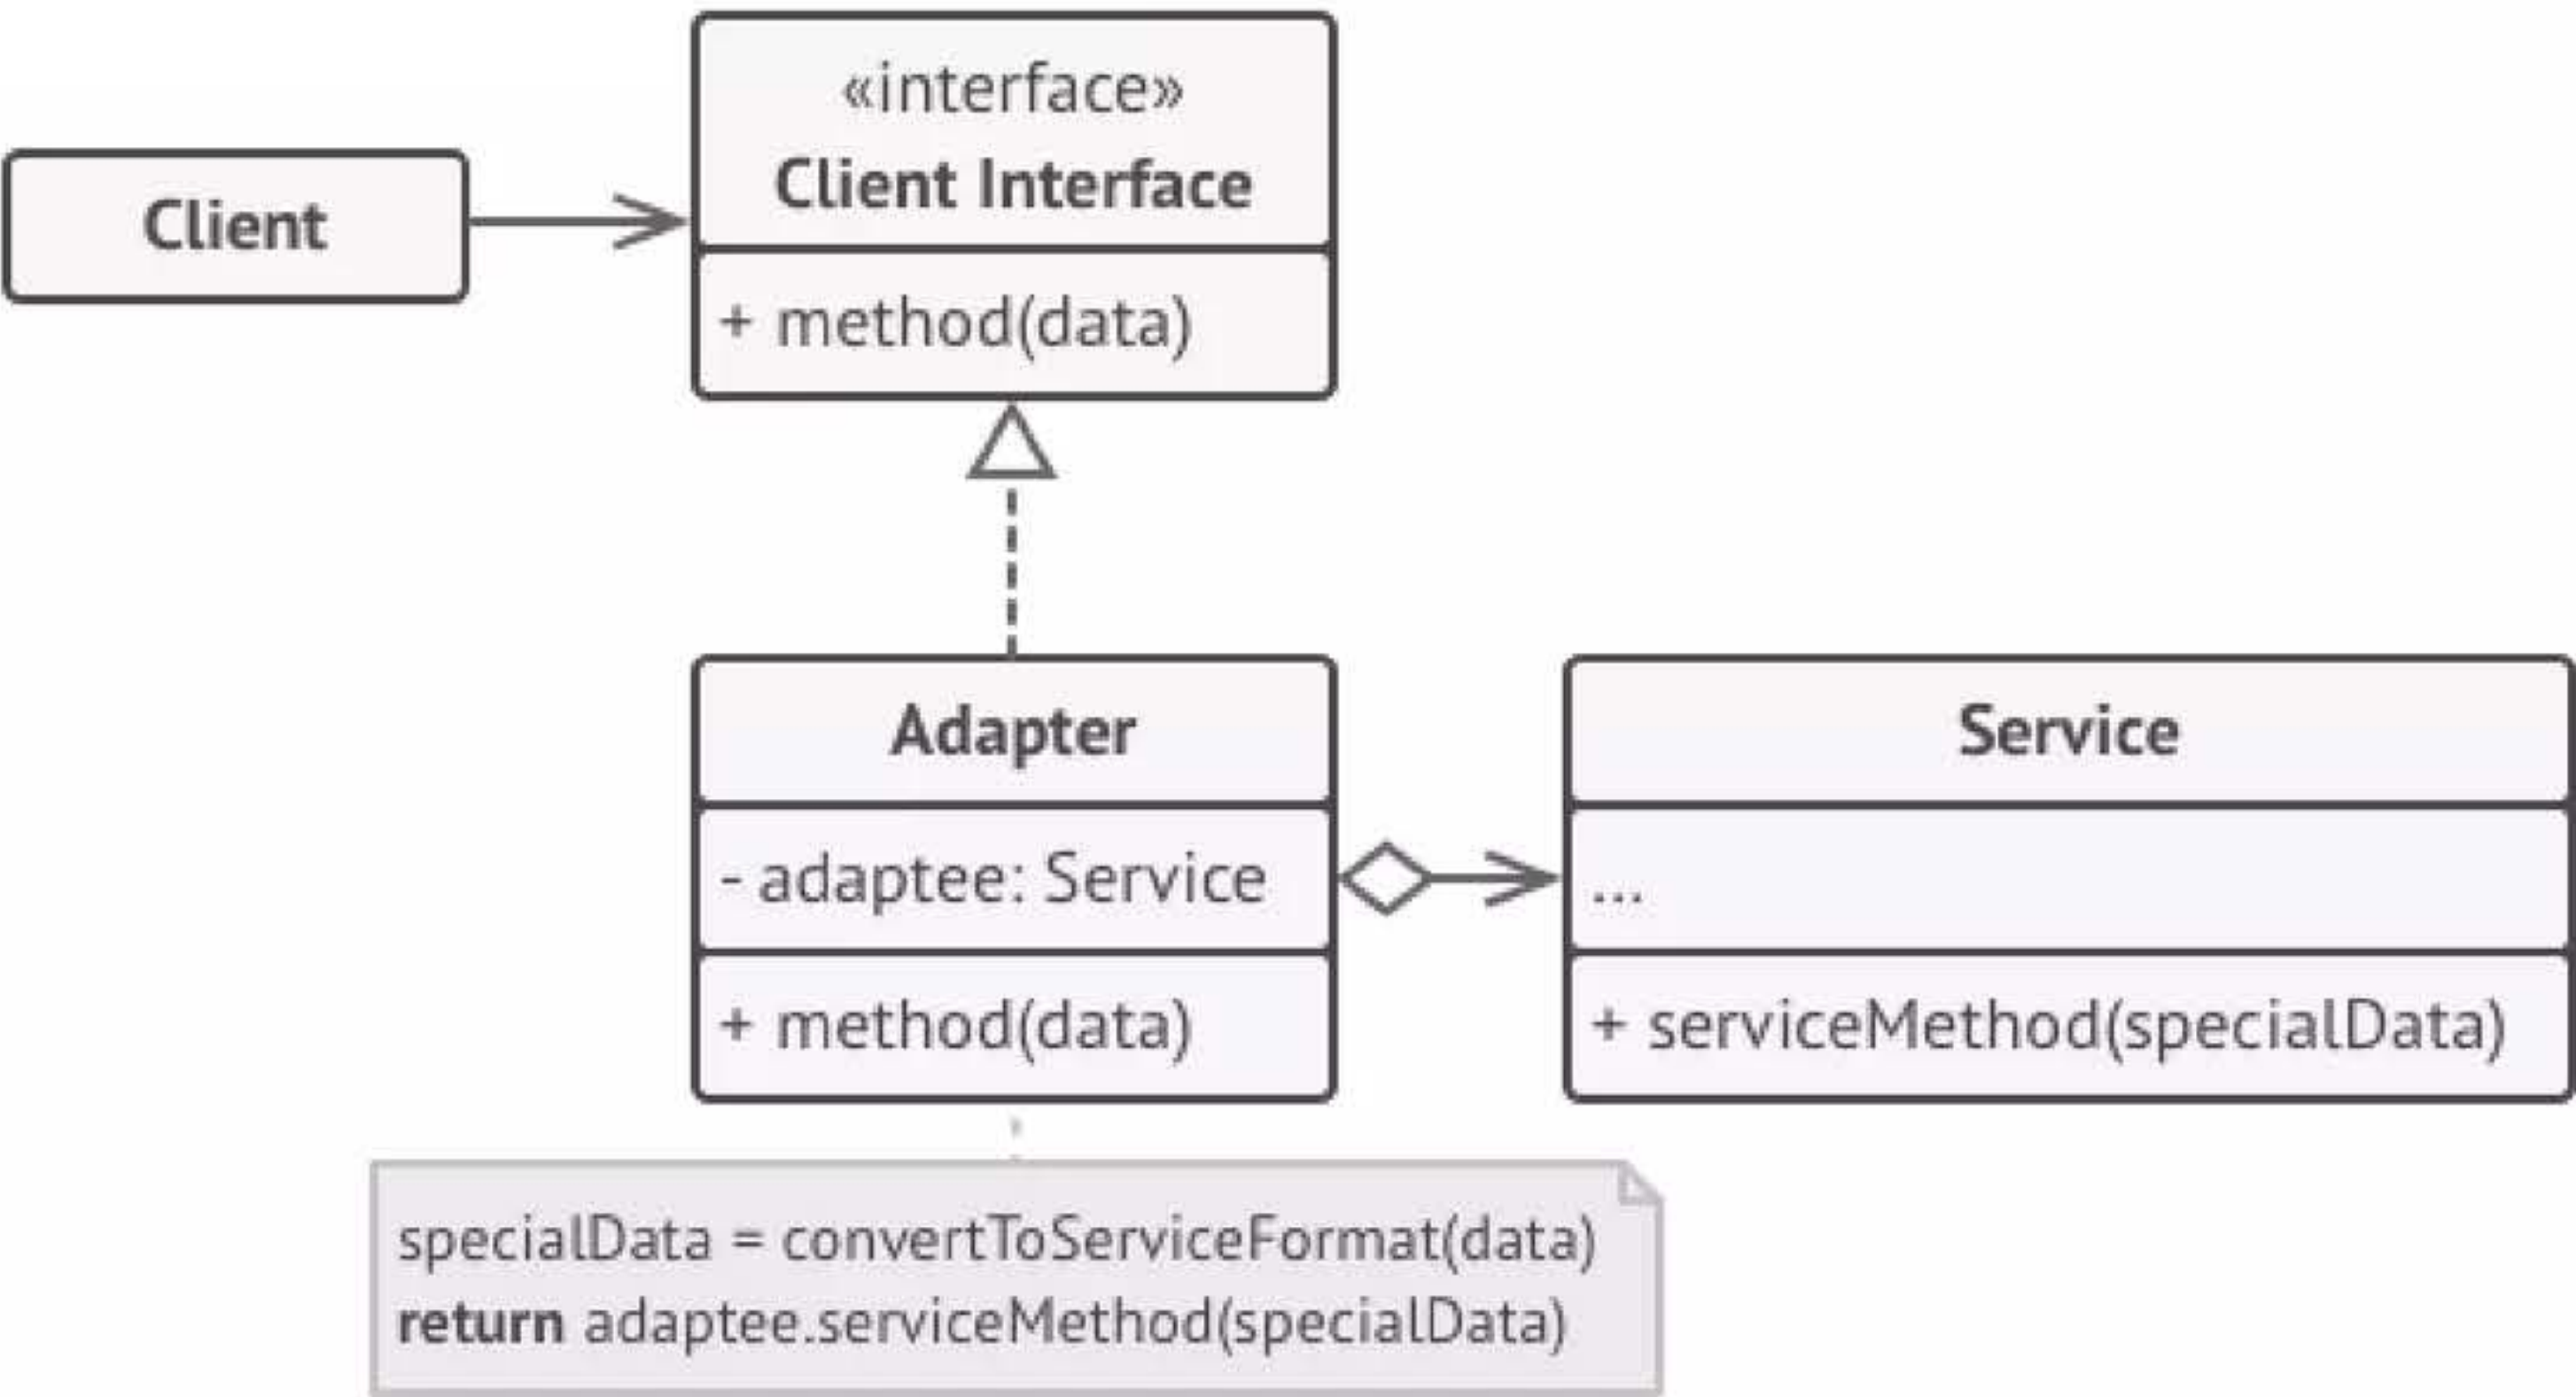 «interface»
Client Interface
Client
+ method(data)
Adapter
- adaptee: Service
+ method(data)
Service
...
+ serviceMethod(specialData)
specialData = convertToServiceFormat(data)
return adaptee.serviceMethod(specialData)